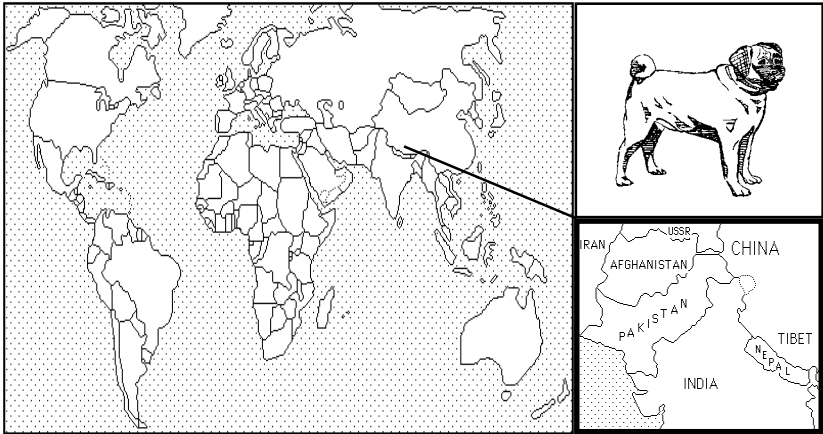 IRAN
USSR
CHINA
AFGHANISTAN
PAKISTAN
TIBET
NEPAL
INDIA